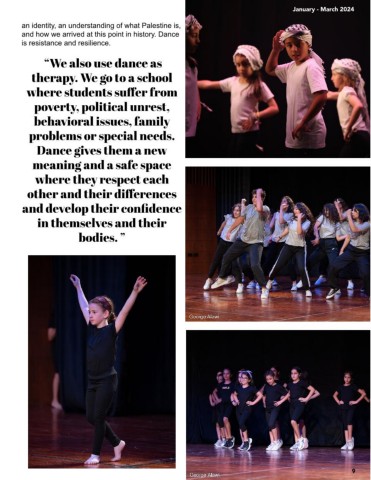 January - March 2024
an identity, an understanding of what Palestine is,
and how we arrived at this point in history. Dance
is resistance and resilience.
“We also use dance as
therapy. We go to a school
where students suffer from
poverty, political unrest,
behavioral issues, family
problems or special needs.
Dance gives them a new
meaning and a safe space
where they respect each
other and their differences
and develop their confidence
in themselves and their
bodies. ”
George Alwan
George Alwan
9